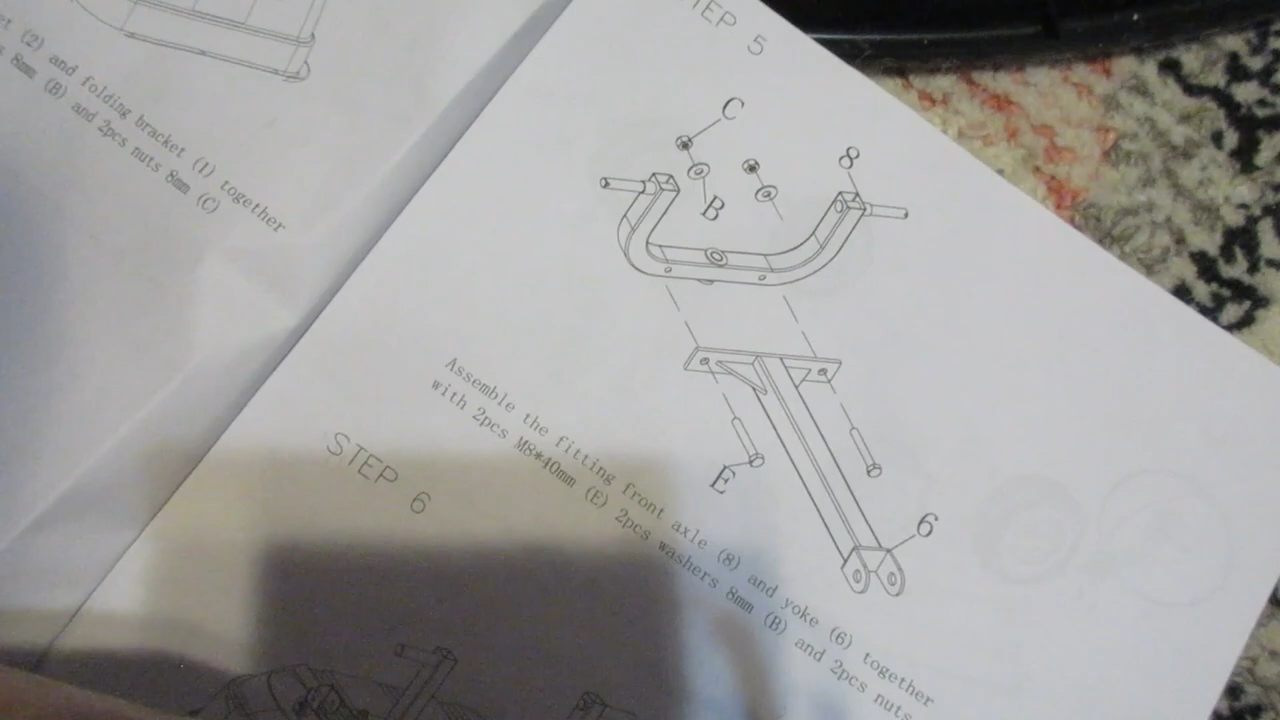 (2) and folding bracket (1) together
8mm (B) and 2pcs nuts 8mm (C)
STEP 5
C
B
8
E
6
Assemble the fitting front axle (8) and yoke (6) together
with 2pcs M8*40mm (E) 2pcs washers 8mm (B) and 2pcs nuts
STEP 6